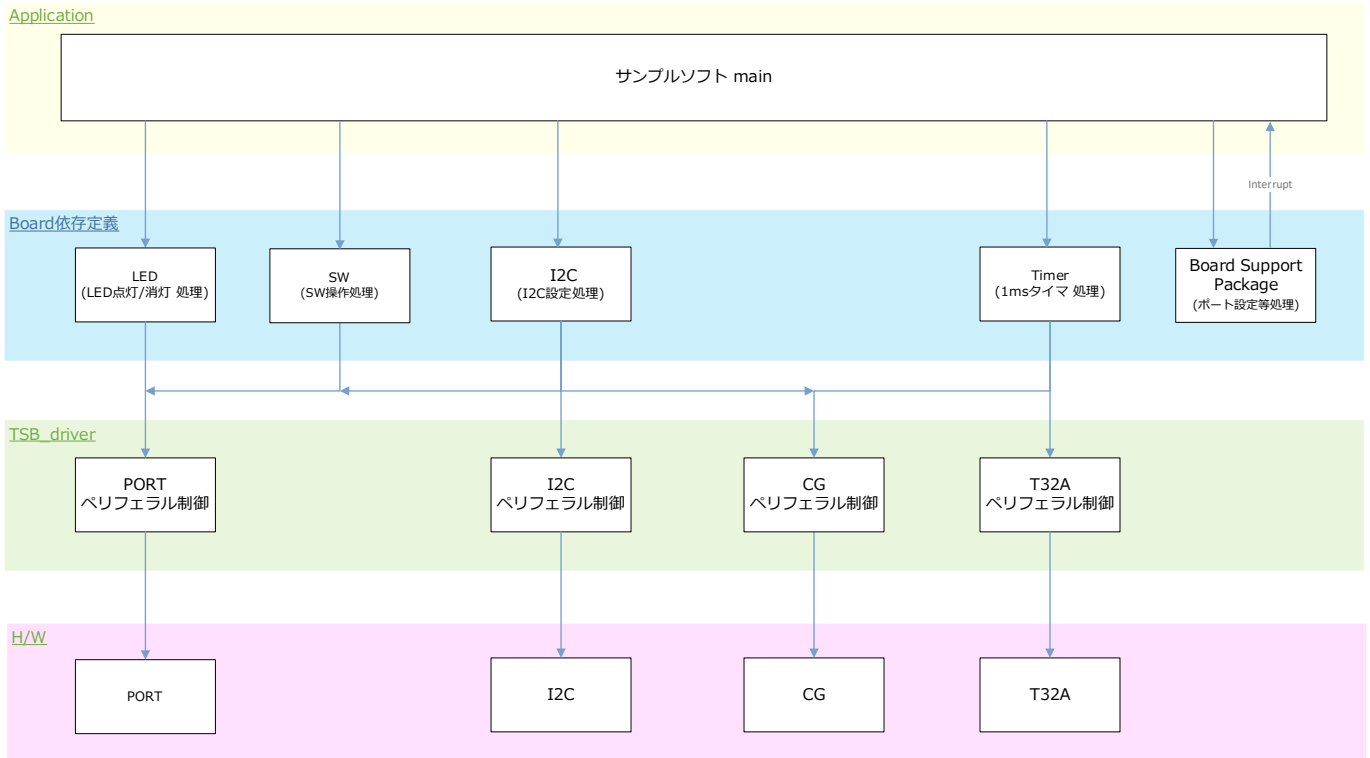 Application
サンプルソフト main
Interrupt
Board依存定義
LED
(LED点灯/消灯 処理)
SW
(SW操作処理)
I2C
(I2C設定処理)
Timer
(1msタイマ 処理)
Board Support
Package
(ポート設定等処理)
TSB_driver
PORT
ペリフェラル制御
I2C
ペリフェラル制御
CG
ペリフェラル制御
T32A
ペリフェラル制御
H/W
PORT
I2C
CG
T32A